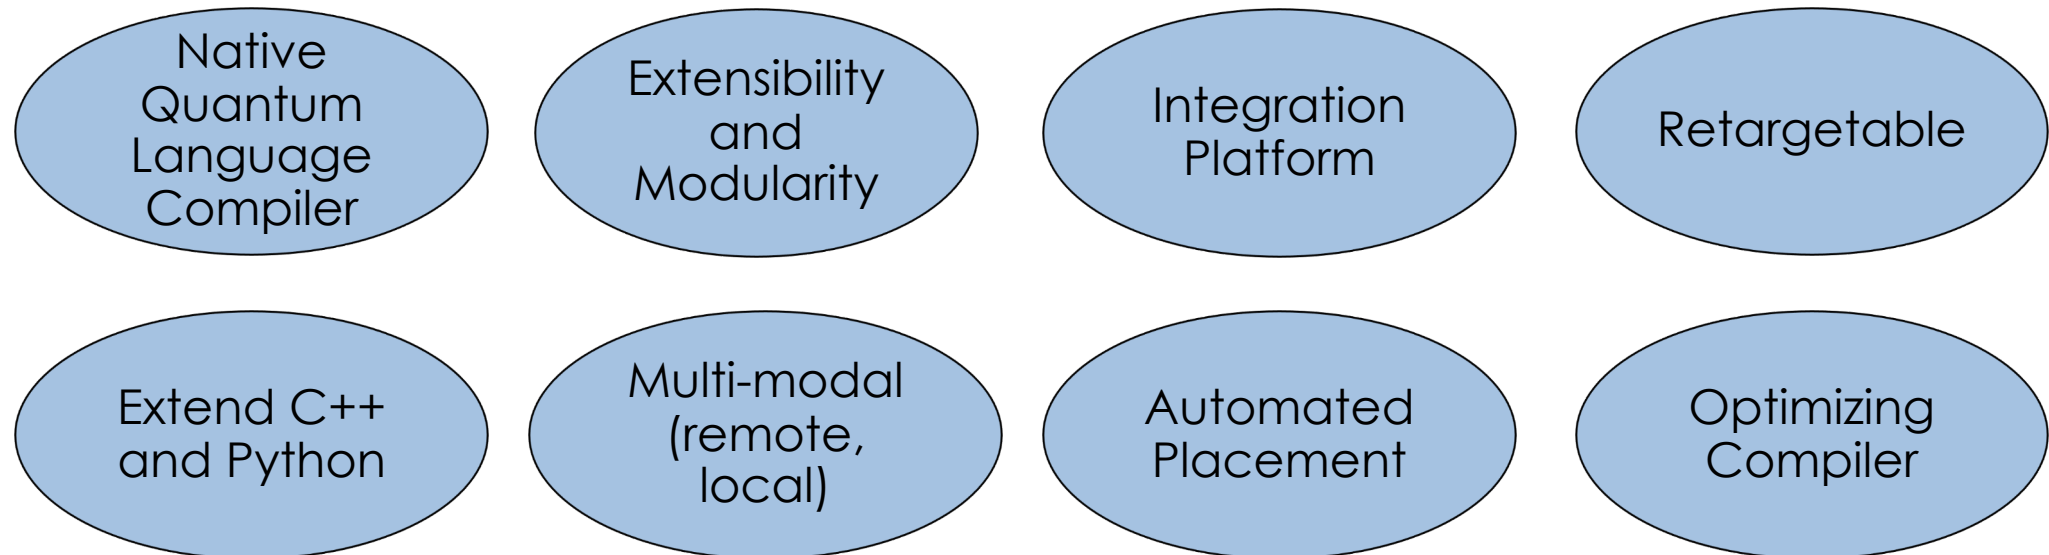 Native
Quantum
Language
Compiler
Extensibility
and
Modularity
Integration
Platform
Retargetable
Extend C++
and Python
Multi-modal
(remote,
local)
Automated
Placement
Optimizing
Compiler